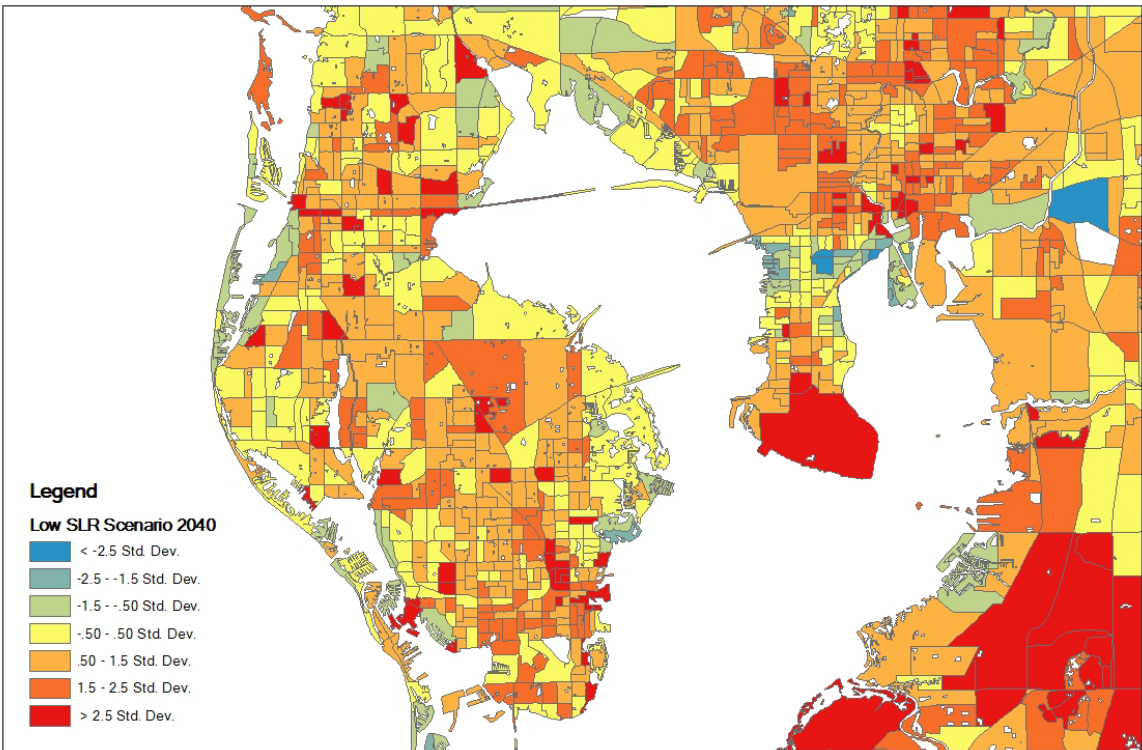 Legend
Low SLR Scenario 2040
< -2.5 Std. Dev.
-2.5 - -1.5 Std. Dev.
-1.5 - -.50 Std. Dev.
-.50 - .50 Std. Dev.
.50 - 1.5 Std. Dev.
1.5 - 2.5 Std. Dev.
> 2.5 Std. Dev.